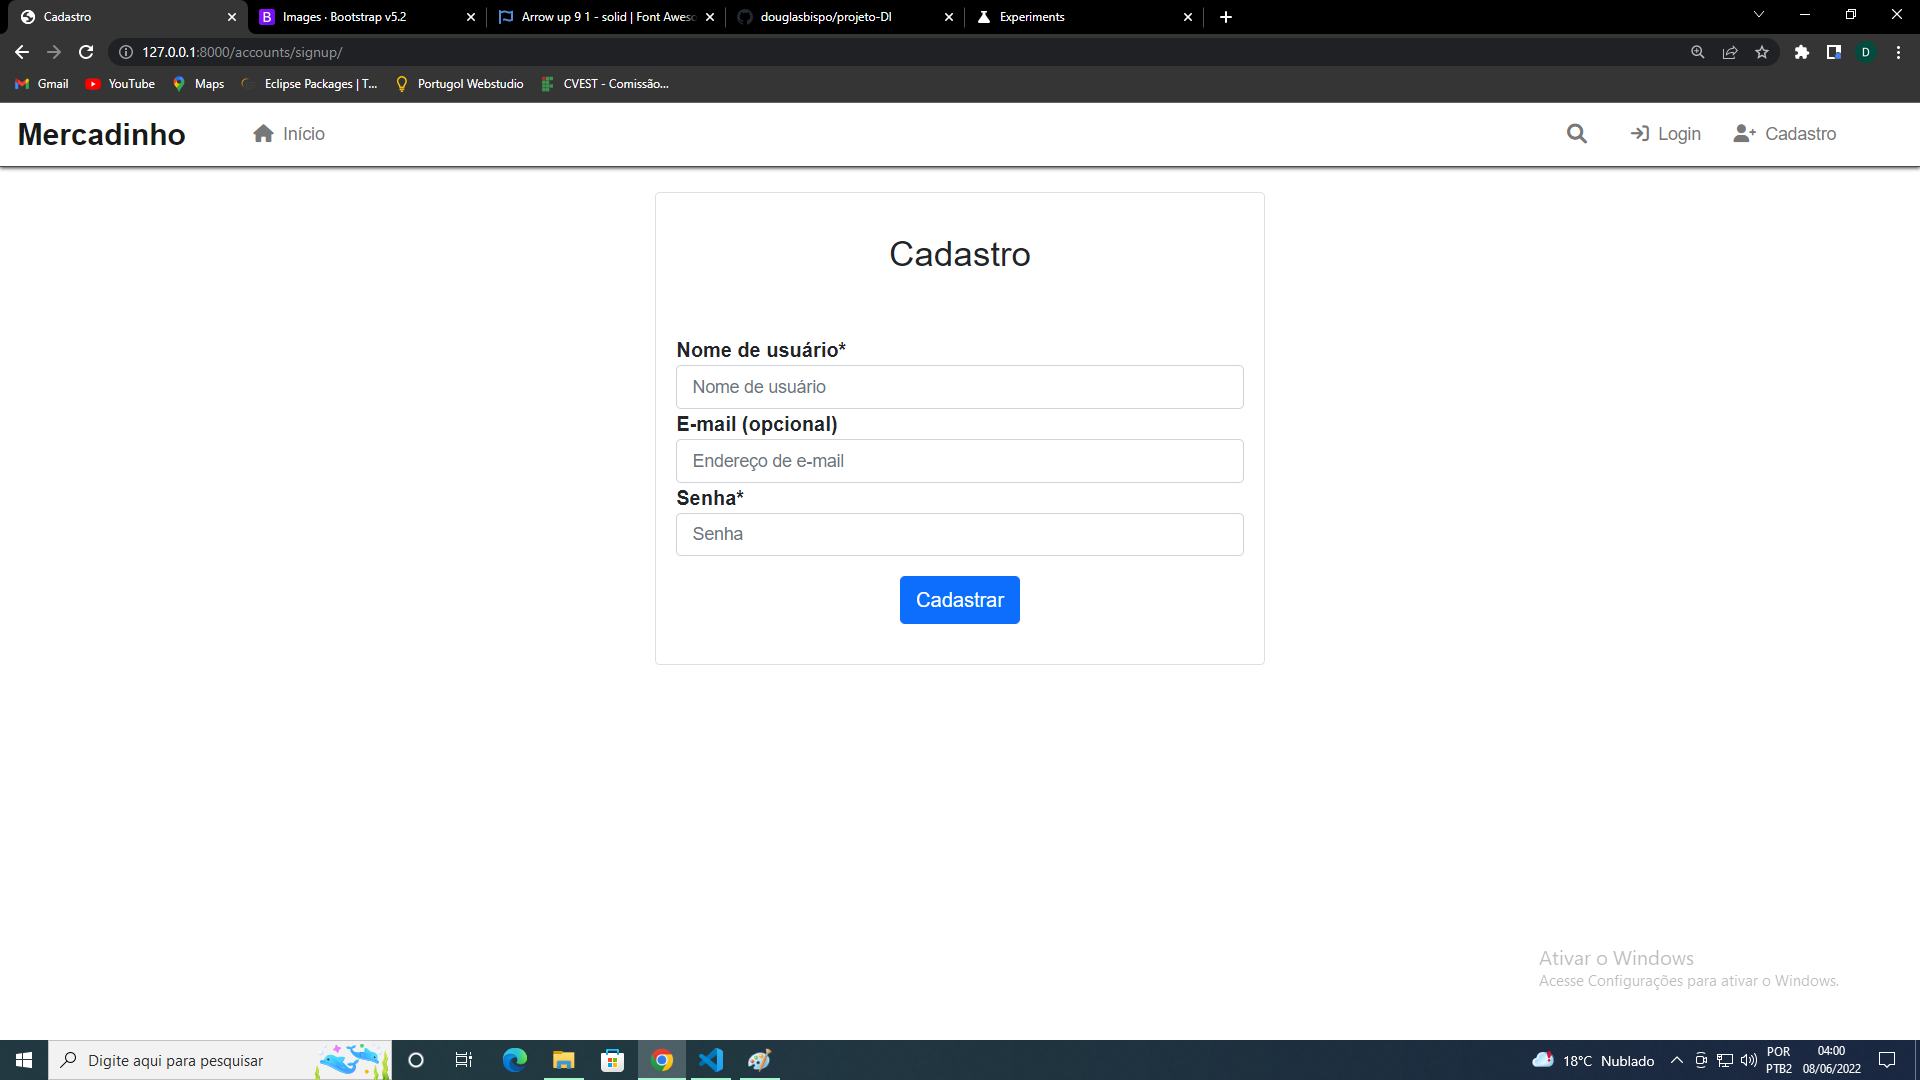 Cadastro
Images · Bootstrap v5.2
Arrow up 9 1 - solid | Font Aweso
douglasbispo/projeto-DI
Experiments
127.0.0.1:8000/accounts/signup/
D
Gmail
YouTube
Maps
Eclipse Packages | T...
Portugol Webstudio
CVEST - Comissão...
Mercadinho
Início
Login
Cadastro
Cadastro
Nome de usuário*
Nome de usuário
E-mail (opcional)
Endereço de e-mail
Senha*
Senha
Cadastrar
Ativar o Windows
Acesse Configurações para ativar o Windows.
Digite aqui para pesquisar
18°C Nublado
POR
PTB2
04:00
08/06/2022